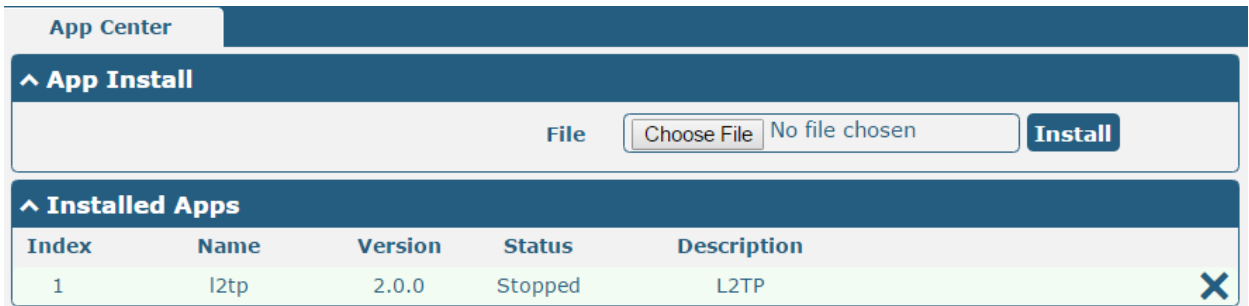 App Center
App Install
File Choose File No file chosen Install
Installed Apps
Index Name Version Status Description
1 l2tp 2.0.0 Stopped L2TP